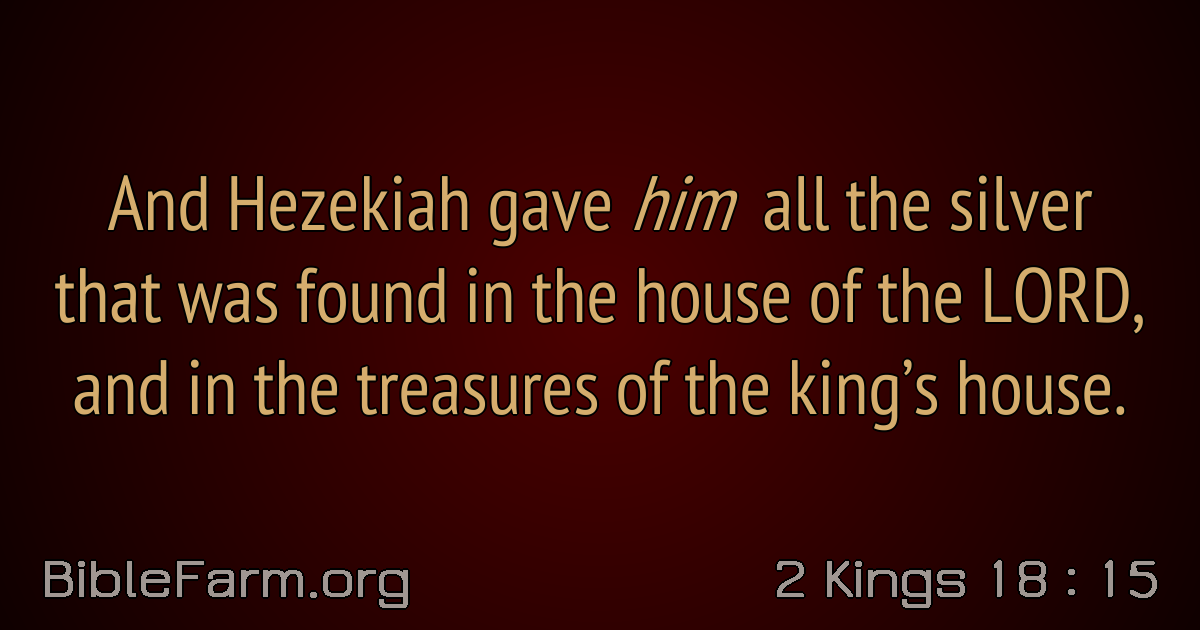 And Hezekiah gave him all the silver
that was found in the house of the LORD,
and in the treasures of the king’s house.
BibleFarm.org
2 Kings 18 : 15